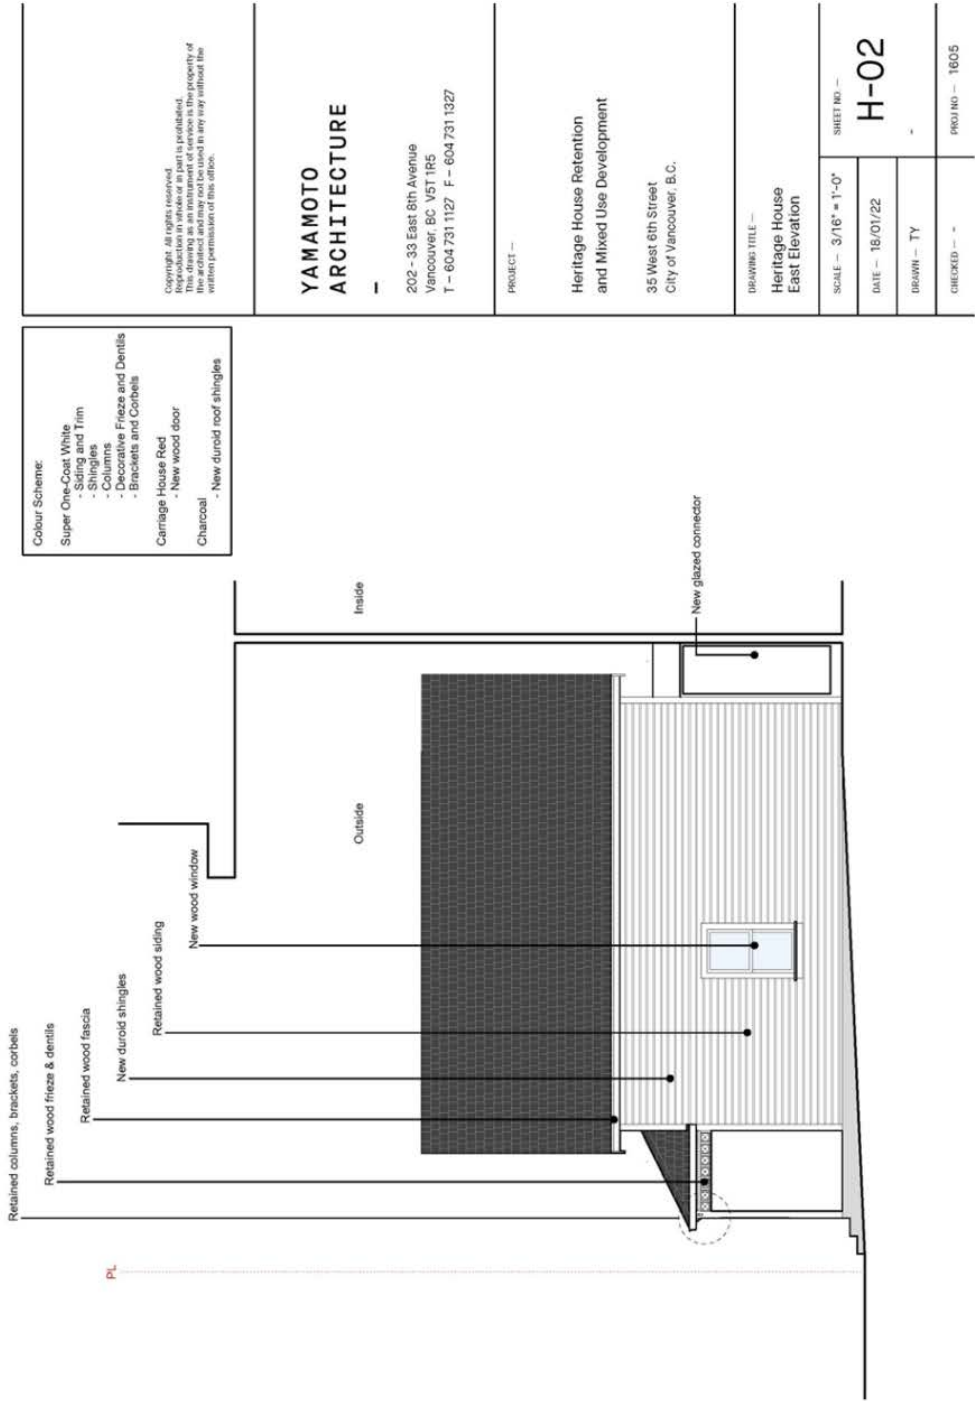 Retained columns, brackets, corbels
Retained wood frieze & dentils
Retained wood fascia
New duroid shingles
Retained wood siding
New wood window
PL
Outside
Inside
New glazed connector
Colour Scheme:
Super One-Coat White
- Siding and Trim
- Shingles
- Columns
- Decorative Frieze and Dentils
- Brackets and Corbels
Carriage House Red
- New wood door
Charcoal
- New duroid roof shingles
Copyright. All rights reserved.
Reproduction in whole or in part is prohibited.
This drawing as an instrument of service is the property of
the architect and may not be used in any way without the
written permission of this office.
YAMAMOTO
ARCHITECTURE
–
202 - 33 East 8th Avenue
Vancouver, BC V5T 1R5
T – 604 731 1127 F – 604 731 1327
PROJECT –
Heritage House Retention
and Mixed Use Development
35 West 6th Street
City of Vancouver, B.C.
DRAWING TITLE –
Heritage House
East Elevation
SCALE – 3/16" = 1'-0"
DATE – 18/01/22
DRAWN – TY
CHECKED – -
SHEET NO. –
H-02
-
PROJ NO – 1605